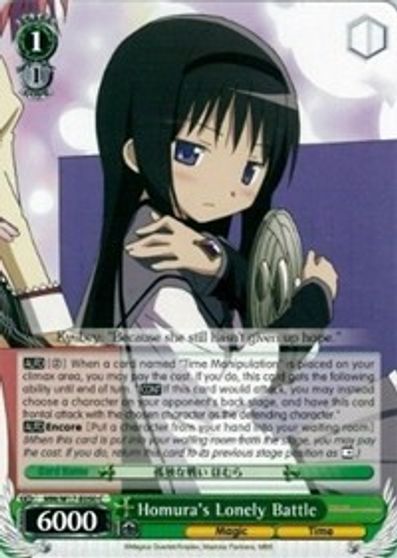 1
1
Kyubey: "Because she still hasn't given up hope."
AUTO [(2)] When a card named "Time Manipulation" is placed on your
climax area, you may pay the cost. If you do, this card gets the following
ability until end of turn. "CONT If this card would attack, you may instead
choose a character on your opponent's back stage, and have this card
frontal attack with the chosen character as the defending character."
AUTO Encore [Put a character from your hand into your waiting room] (When
this card is put into your waiting room from the stage, you may pay
the cost. If you do, return this card to its previous stage position as
Card Name 孤独な戦い ほむら
6000
Homura's Lonely Battle
Magic Time